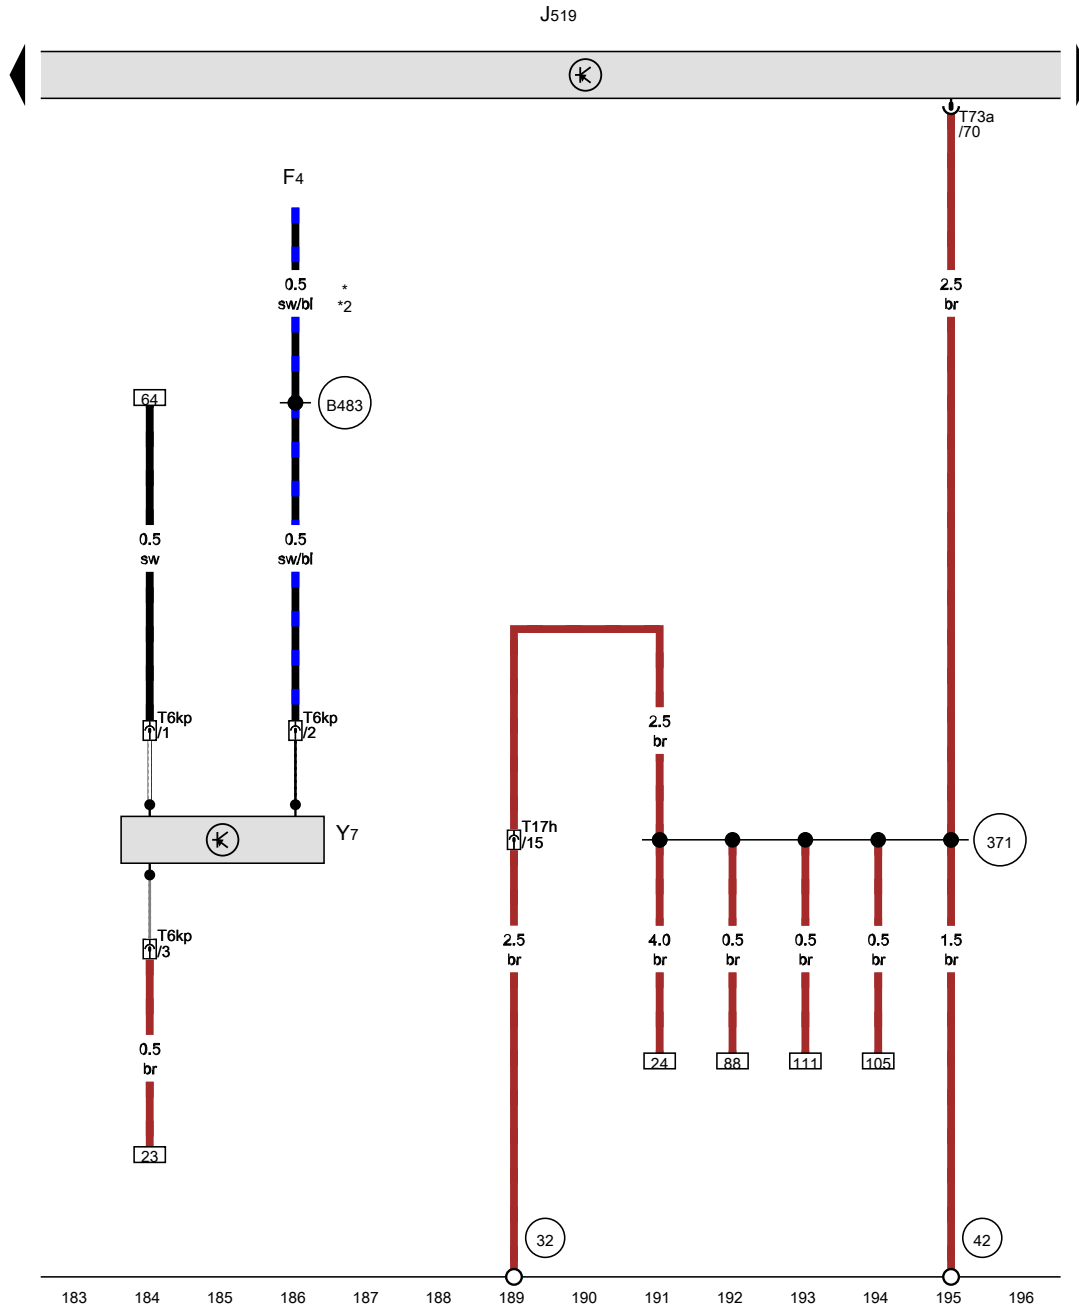 J519
T73a
/70
F4
0.5
sw/bl
*
*2
2.5
br
64
B483
0.5
sw
0.5
sw/bl
T6kp
/1
T6kp
/2
2.5
br
Y7
T17h
/15
371
T6kp
/3
2.5
br
4.0
br
0.5
br
0.5
br
0.5
br
1.5
br
0.5
br
24
88
111
105
23
32
42
183 184 185 186 187 188 189 190 191 192 193 194 195 196